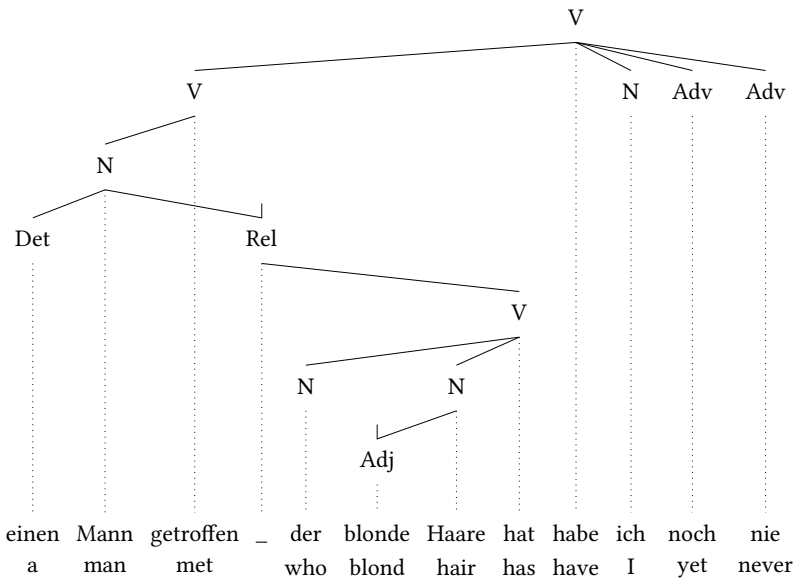 V
V N Adv Adv
N
Det Rel
V
N N
Adj
einen Mann getroffen _ der blonde Haare hat habe ich noch nie
a man met who blond hair has have I yet never